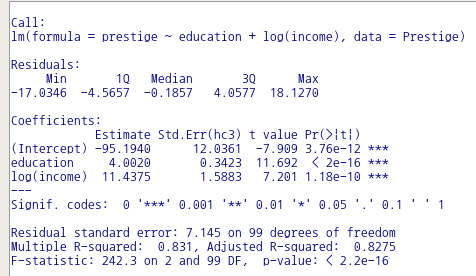 Call:
lm(formula = prestige ~ education + log(income), data = Prestige)
Residuals:
     Min       1Q   Median       3Q      Max
-17.0346  -4.5657  -0.1857   4.0577  18.1270
Coefficients:
            Estimate Std.Err(hc3) t value Pr(>|t|)
(Intercept) -95.1940      12.0361  -7.909 3.76e-12 ***
education     4.0020       0.3423  11.692  < 2e-16 ***
log(income)  11.4375       1.5883   7.201 1.18e-10 ***
---
Signif. codes:  0 '***' 0.001 '**' 0.01 '*' 0.05 '.' 0.1 ' ' 1
Residual standard error: 7.145 on 99 degrees of freedom
Multiple R-squared:  0.831, Adjusted R-squared:  0.8275
F-statistic: 242.3 on 2 and 99 DF,  p-value: < 2.2e-16